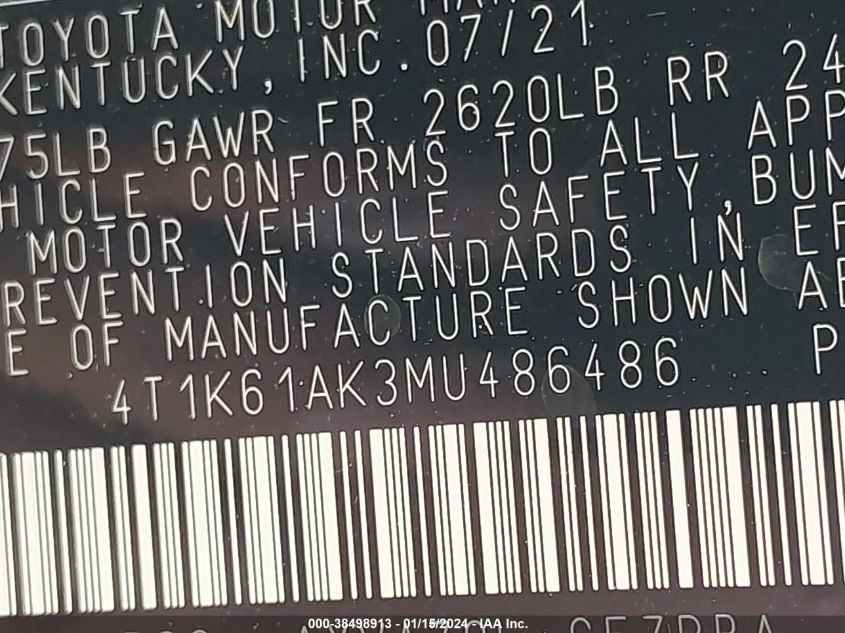 TOYOTA MOTOR
KENTUCKY, INC. 07/21
75LB GAWR FR 2620LB RR 24
HICLE CONFORMS TO ALL APP
MOTOR VEHICLE SAFETY, BUM
REVENTION STANDARDS IN EF
E OF MANUFACTURE SHOWN AB
4T1K61AK3MU486486 P
000-38498913 - 01/15/2024 - IAA Inc.